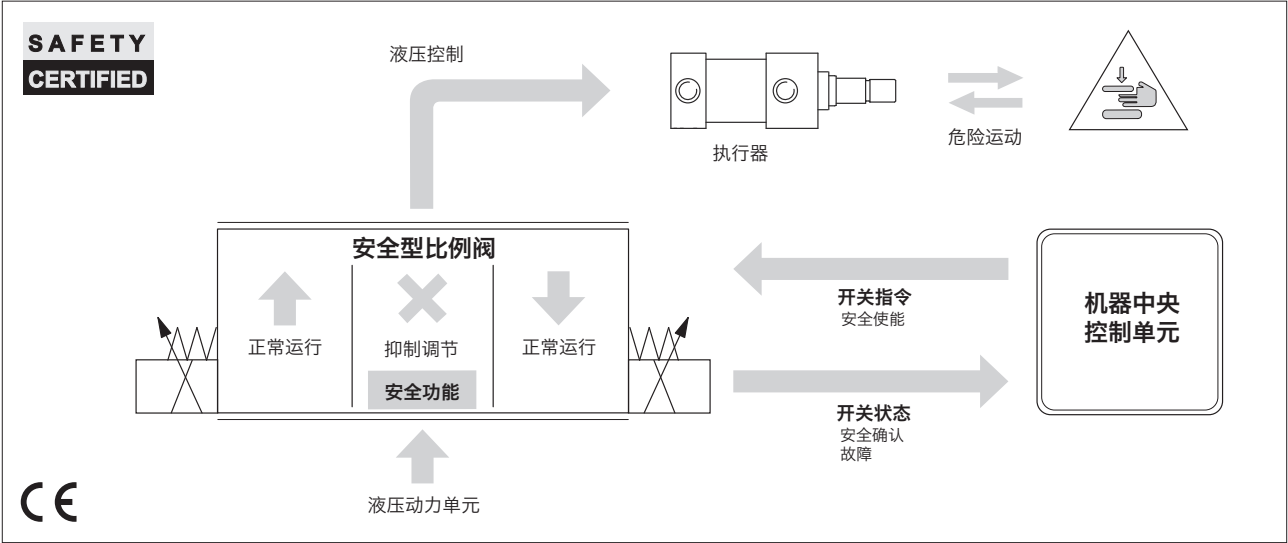 SAFETY
CERTIFIED
液压控制
执行器
危险运动
安全型比例阀
正常运行
抑制调节
正常运行
安全功能
开关指令
安全使能
机器中央
控制单元
开关状态
安全确认
故障
液压动力单元
CE